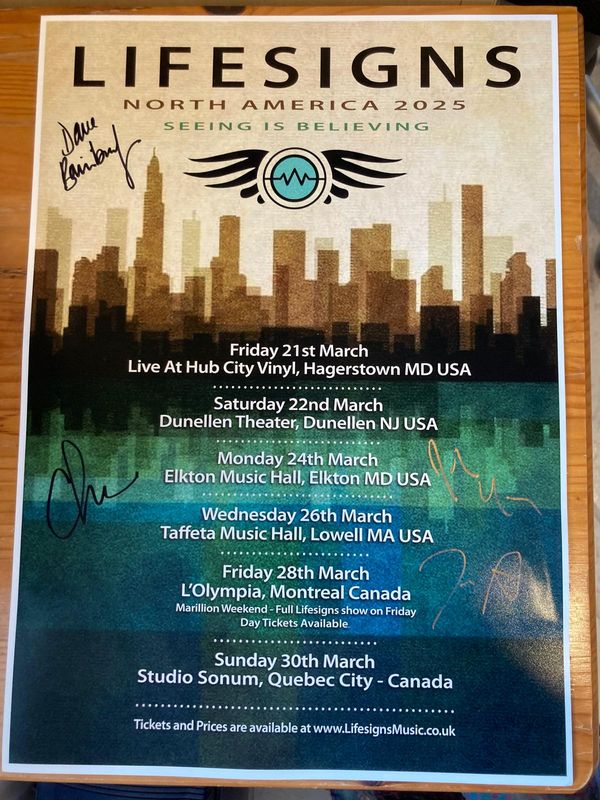 LIFESIGNS
NORTH AMERICA 2025
SEEING IS BELIEVING
Dave
Friday 21st March
Live At Hub City Vinyl, Hagerstown MD USA
Saturday 22nd March
Dunellen Theater, Dunellen NJ USA
Monday 24th March
Elkton Music Hall, Elkton MD USA
Wednesday 26th March
Taffeta Music Hall, Lowell MA USA
Friday 28th March
L'Olympia, Montreal Canada
Marillion Weekend - Full Lifesigns show on Friday
Day Tickets Available
Sunday 30th March
Studio Sonum, Quebec City - Canada
Tickets and Prices are available at www.LifesignsMusic.co.uk